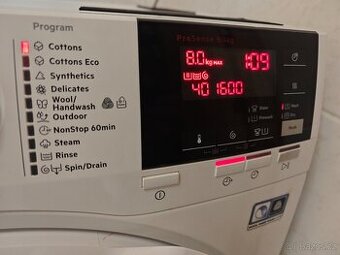 Program
Cottons
Cottons Eco
Synthetics
Delicates
Wool/
Handwash
Outdoor
NonStop 60min
Steam
Rinse
Spin/Drain
8.0 kg MAX
1:09
40 1600